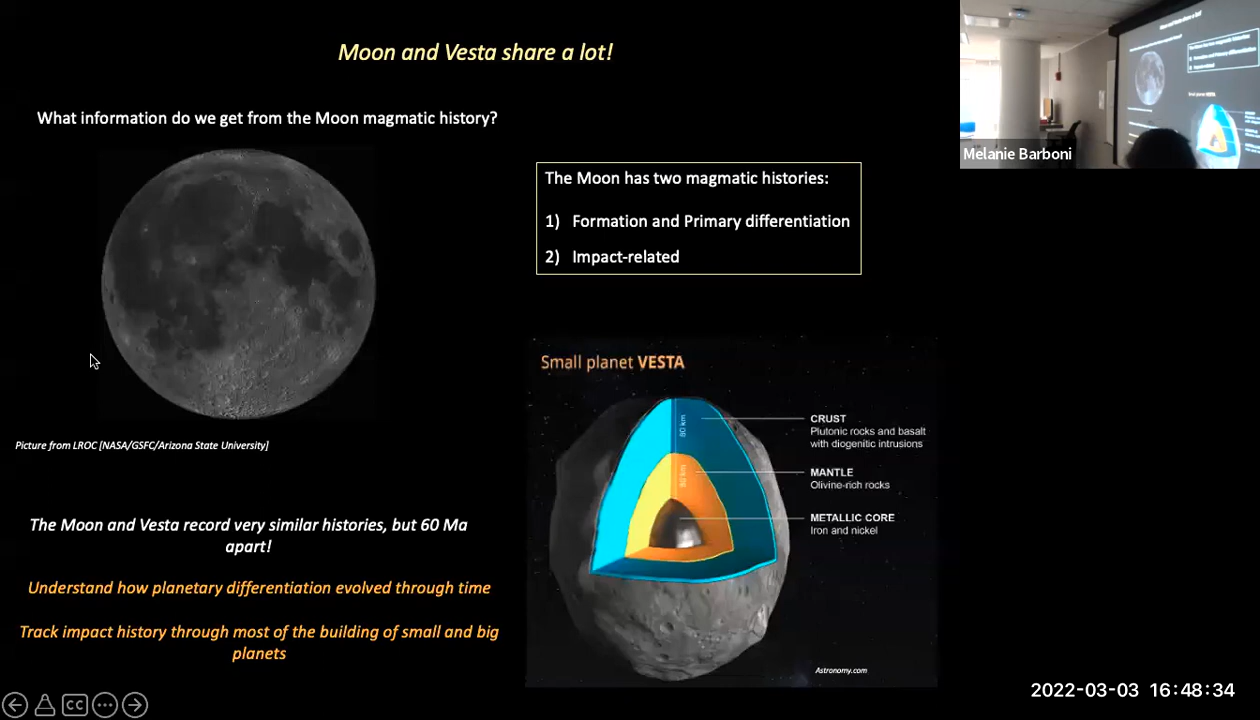 Moon and Vesta share a lot!
What information do we get from the Moon magmatic history?
The Moon has two magmatic histories:
1) Formation and Primary differentiation
2) Impact-related
Picture from LROC [NASA/GSFC/Arizona State University]
The Moon and Vesta record very similar histories, but 60 Ma
apart!
Understand how planetary differentiation evolved through time
Track impact history through most of the building of small and big
planets
Small planet VESTA
80 km
CRUST
Plutonic rocks and basalt
with diogenitic intrusions
MANTLE
Olivine-rich rocks
METALLIC CORE
Iron and nickel
Astronomy.com
CC
Melanie Barboni
2022-03-03 16:48:34